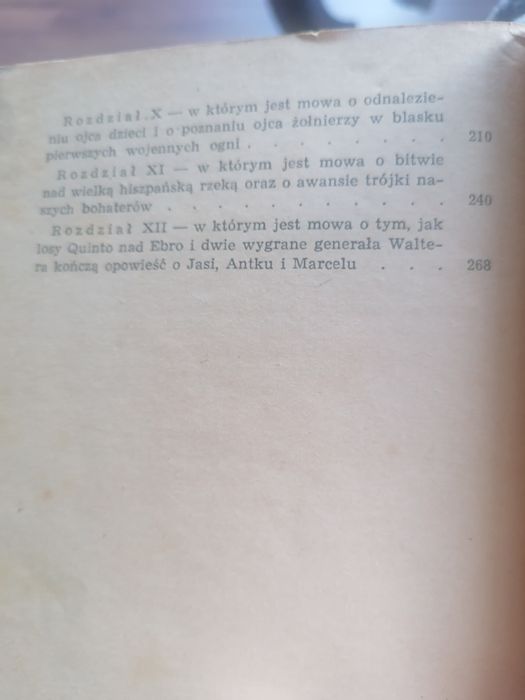 Rozdział X — w którym jest mowa o odnalezie-
niu ojca dzieci i o poznaniu ojca żołnierzy w blasku
pierwszych wojennych ogni . . . . . . . . 210
Rozdział XI — w którym jest mowa o bitwie
nad wielką hiszpańską rzeką oraz o awansie trójki na-
szych bohaterów . . . . . . . . . . . 240
Rozdział XII — w którym jest mowa o tym, jak
losy Quinto nad Ebro i dwie wygrane generała Walte-
ra kończą opowieść o Jasi, Antku i Marcelu . . . 268